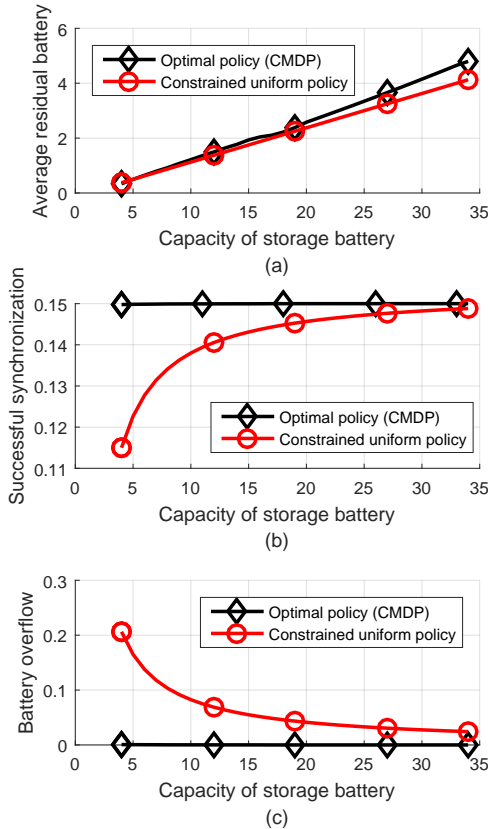 Average residual battery
6
4
2
0
Optimal policy (CMDP)
Constrained uniform policy
0 5 10 15 20 25 30 35
Capacity of storage battery
(a)
Successful synchronization
0.15
0.14
0.13
0.12
0.11
Optimal policy (CMDP)
Constrained uniform policy
0 5 10 15 20 25 30 35
Capacity of storage battery
(b)
Battery overflow
0.3
0.2
0.1
0
Optimal policy (CMDP)
Constrained uniform policy
0 5 10 15 20 25 30 35
Capacity of storage battery
(c)